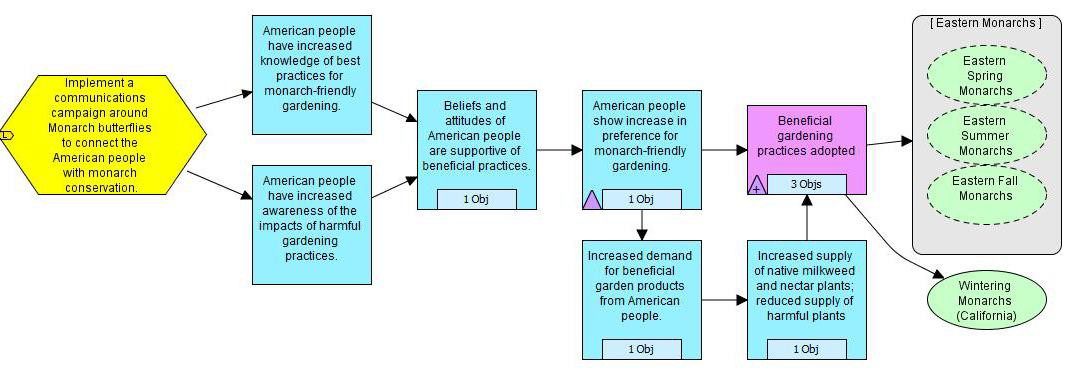 Implement a
communications
campaign around
Monarch butterflies
to connect the
American people
with monarch
conservation.
L
American people
have increased
knowledge of best
practices for
monarch-friendly
gardening.
American people
have increased
awareness of the
impacts of harmful
gardening
practices.
Beliefs and
attitudes of
American people
are supportive of
beneficial practices.
1 Obj
American people
show increase in
preference for
monarch-friendly
gardening.
1 Obj
Increased demand
for beneficial
garden products
from American
people.
1 Obj
Beneficial
gardening
practices adopted
+
3 Objs
Increased supply
of native milkweed
and nectar plants;
reduced supply of
harmful plants
1 Obj
[ Eastern Monarchs ]
Eastern
Spring
Monarchs
Eastern
Summer
Monarchs
Eastern Fall
Monarchs
Wintering
Monarchs
(California)